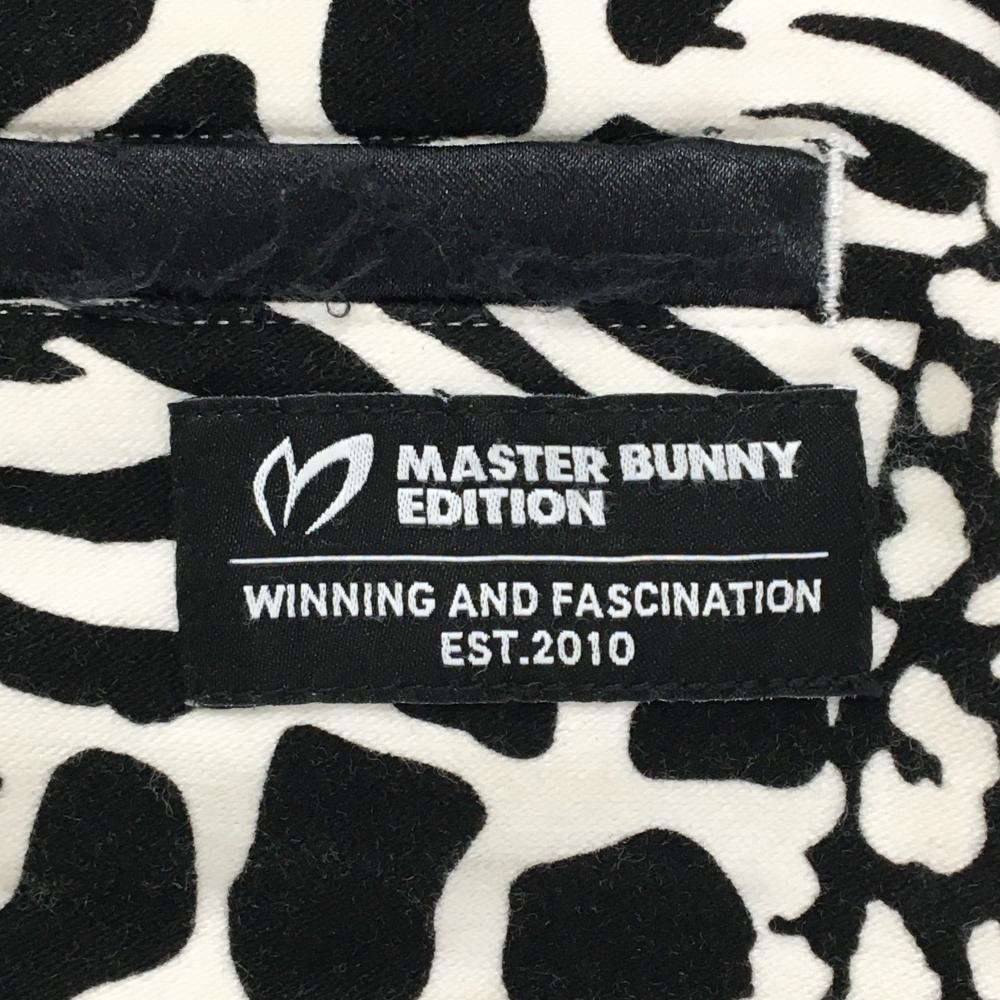 MASTER BUNNY
EDITION
WINNING AND FASCINATION
EST.2010